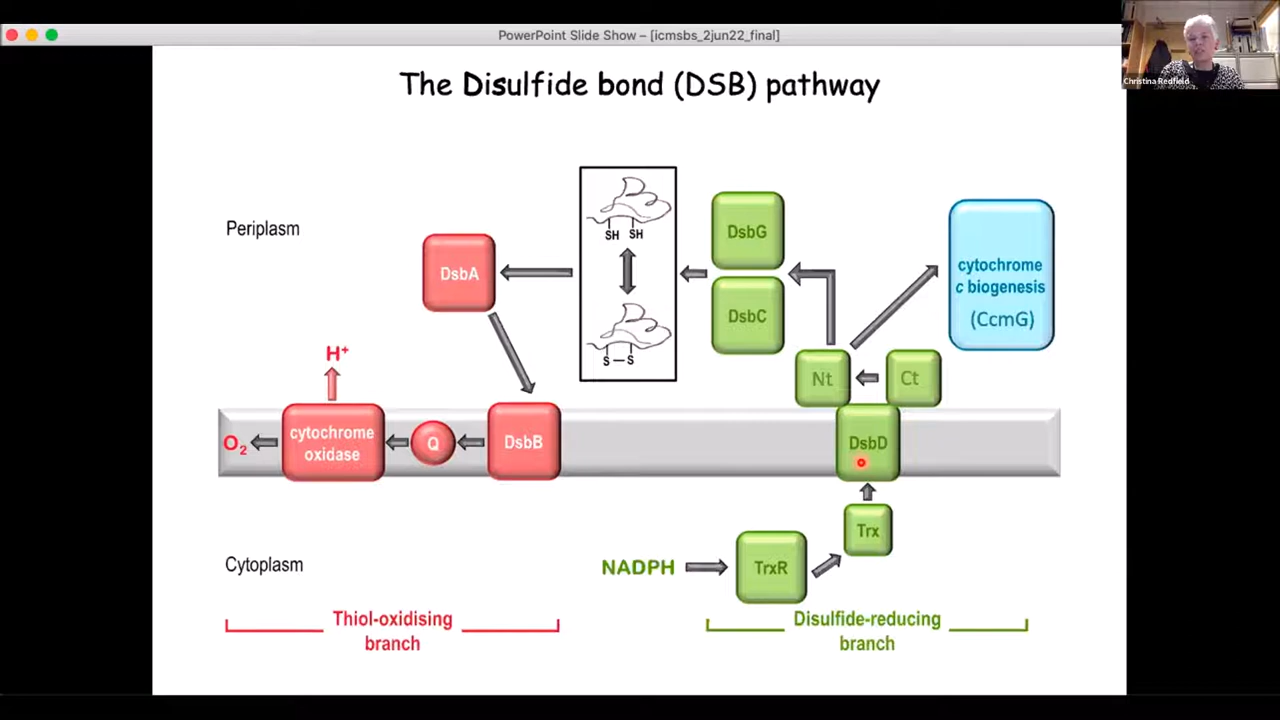 PowerPoint Slide Show – [icmsbs_2jun22_final]
Christina Redfield
The Disulfide bond (DSB) pathway
Periplasm
DsbA
SH SH
S – S
DsbG
DsbC
cytochrome
c biogenesis
(CcmG)
Nt
Ct
H+
O2
cytochrome
oxidase
Q
DsbB
DsbD
Trx
Cytoplasm
NADPH
TrxR
Thiol-oxidising
branch
Disulfide-reducing
branch